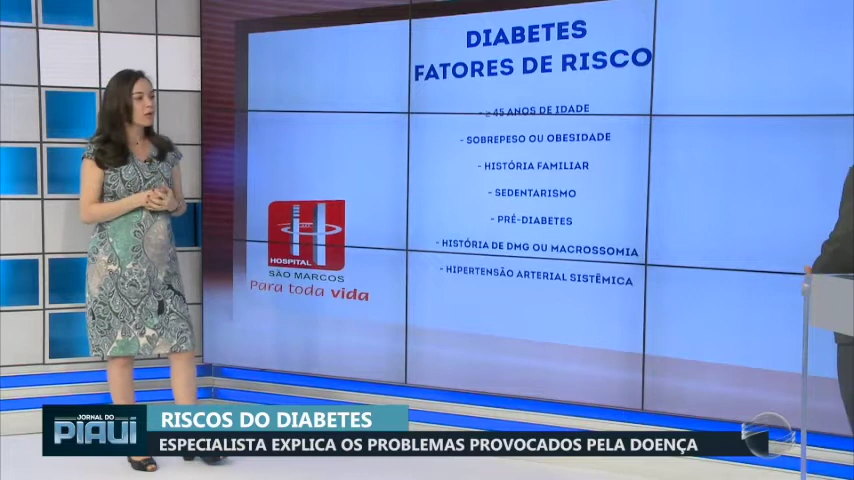 DIABETES
FATORES DE RISCO
- ≥ 45 ANOS DE IDADE
- SOBREPESO OU OBESIDADE
- HISTÓRIA FAMILIAR
- SEDENTARISMO
- PRÉ-DIABETES
- HISTÓRIA DE DMG OU MACROSSOMIA
- HIPERTENSÃO ARTERIAL SISTÊMICA
HOSPITAL
SÃO MARCOS
Para toda vida
JORNAL DO
PIAUÍ
RISCOS DO DIABETES
ESPECIALISTA EXPLICA OS PROBLEMAS PROVOCADOS PELA DOENÇA